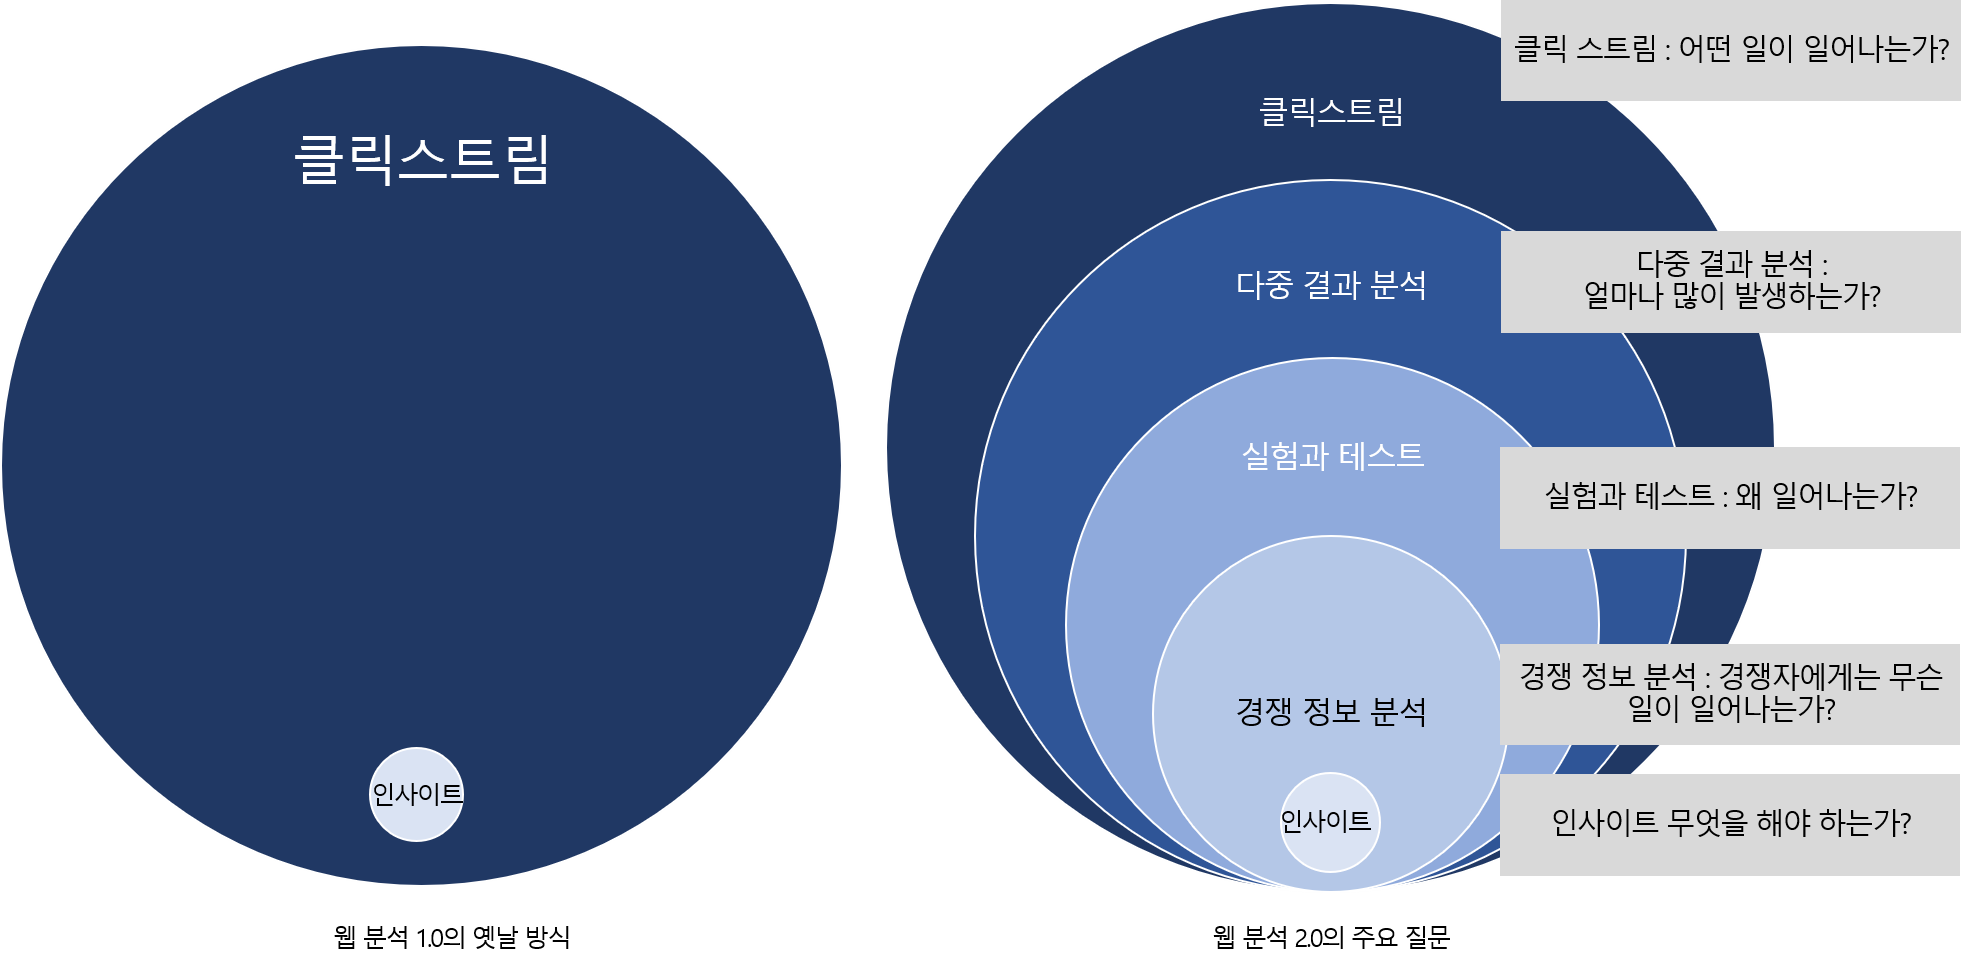 클릭스트림
인사이트
웹 분석 1.0의 옛날 방식
클릭스트림
다중 결과 분석
실험과 테스트
경쟁 정보 분석
인사이트
클릭 스트림 : 어떤 일이 일어나는가?
다중 결과 분석 :
얼마나 많이 발생하는가?
실험과 테스트 : 왜 일어나는가?
경쟁 정보 분석 : 경쟁자에게는 무슨
일이 일어나는가?
인사이트 무엇을 해야 하는가?
웹 분석 2.0의 주요 질문